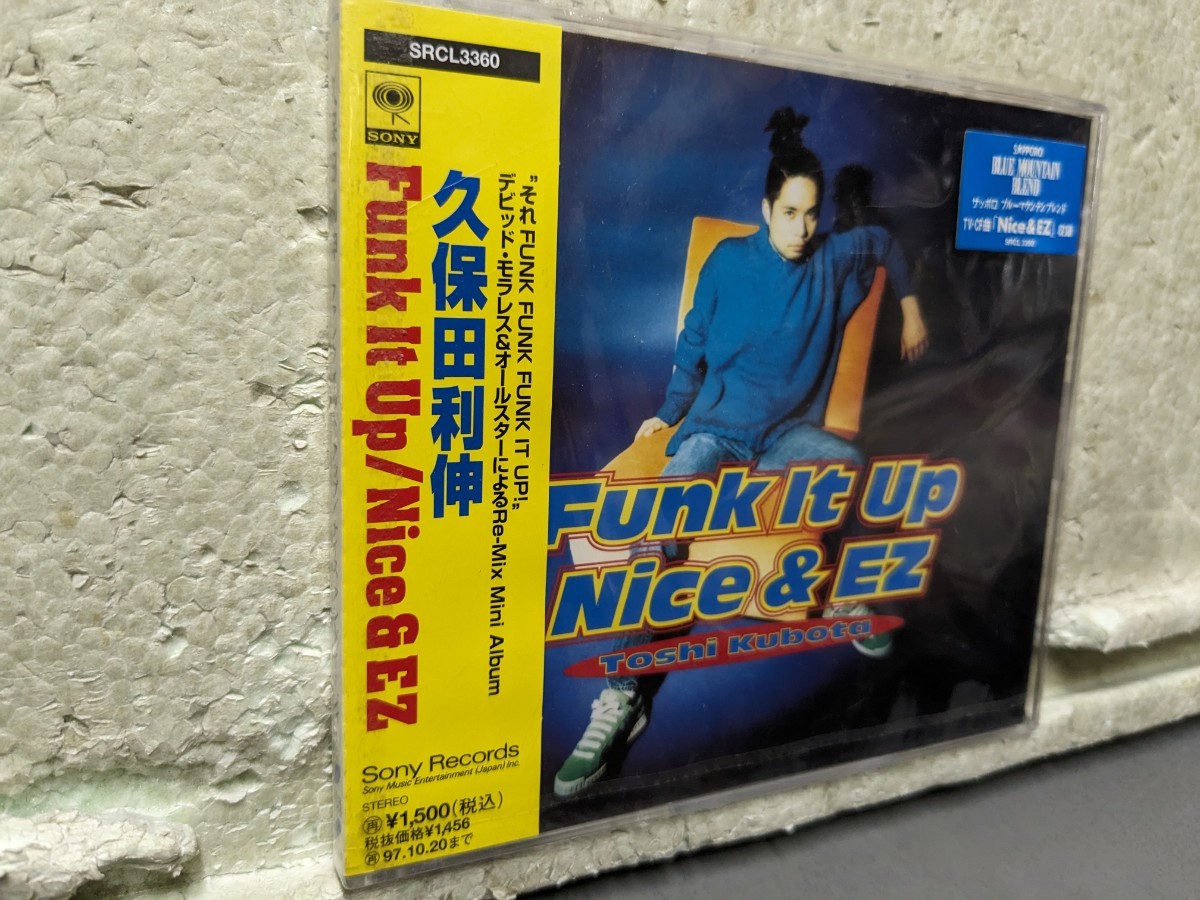 SRCL3360
SONY
Funk It Up/Nice & EZ
久保田利伸
"それ FUNK FUNK FUNK IT UP!"
デビッド・モラレス&オールスターによるRe-Mix Mini Album
Sony Records
Sony Music Entertainment (Japan) Inc.
STEREO
再 ¥1,500(税込)
税抜価格¥1,456
再 97.10.20まで
SAPPORO
BLUE MOUNTAIN
BLEND
サッポロ ブルーマウンテンブレンド
TV-CF曲「Nice & EZ」収録
SRCL 3360
Funk It Up
Nice & EZ
Toshi Kubota